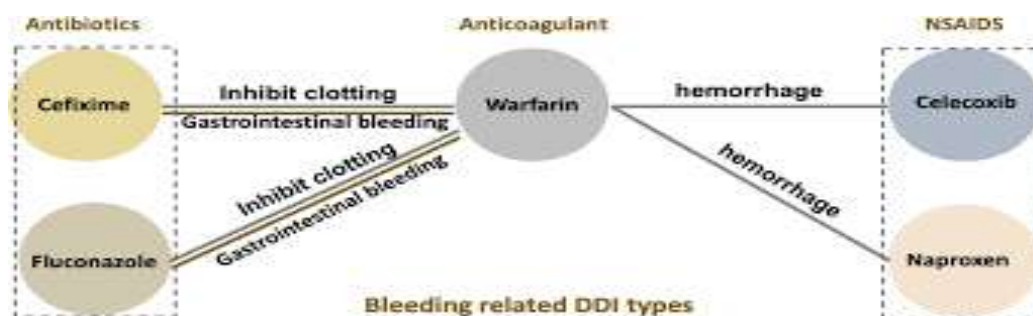 Antibiotics
Anticoagulant
NSAIDS
Cefixime
Inhibit clotting
Gastrointestinal bleeding
Warfarin
hemorrhage
Celecoxib
Inhibit clotting
Gastrointestinal bleeding
hemorrhage
Fluconazole
Naproxen
Bleeding related DDI types